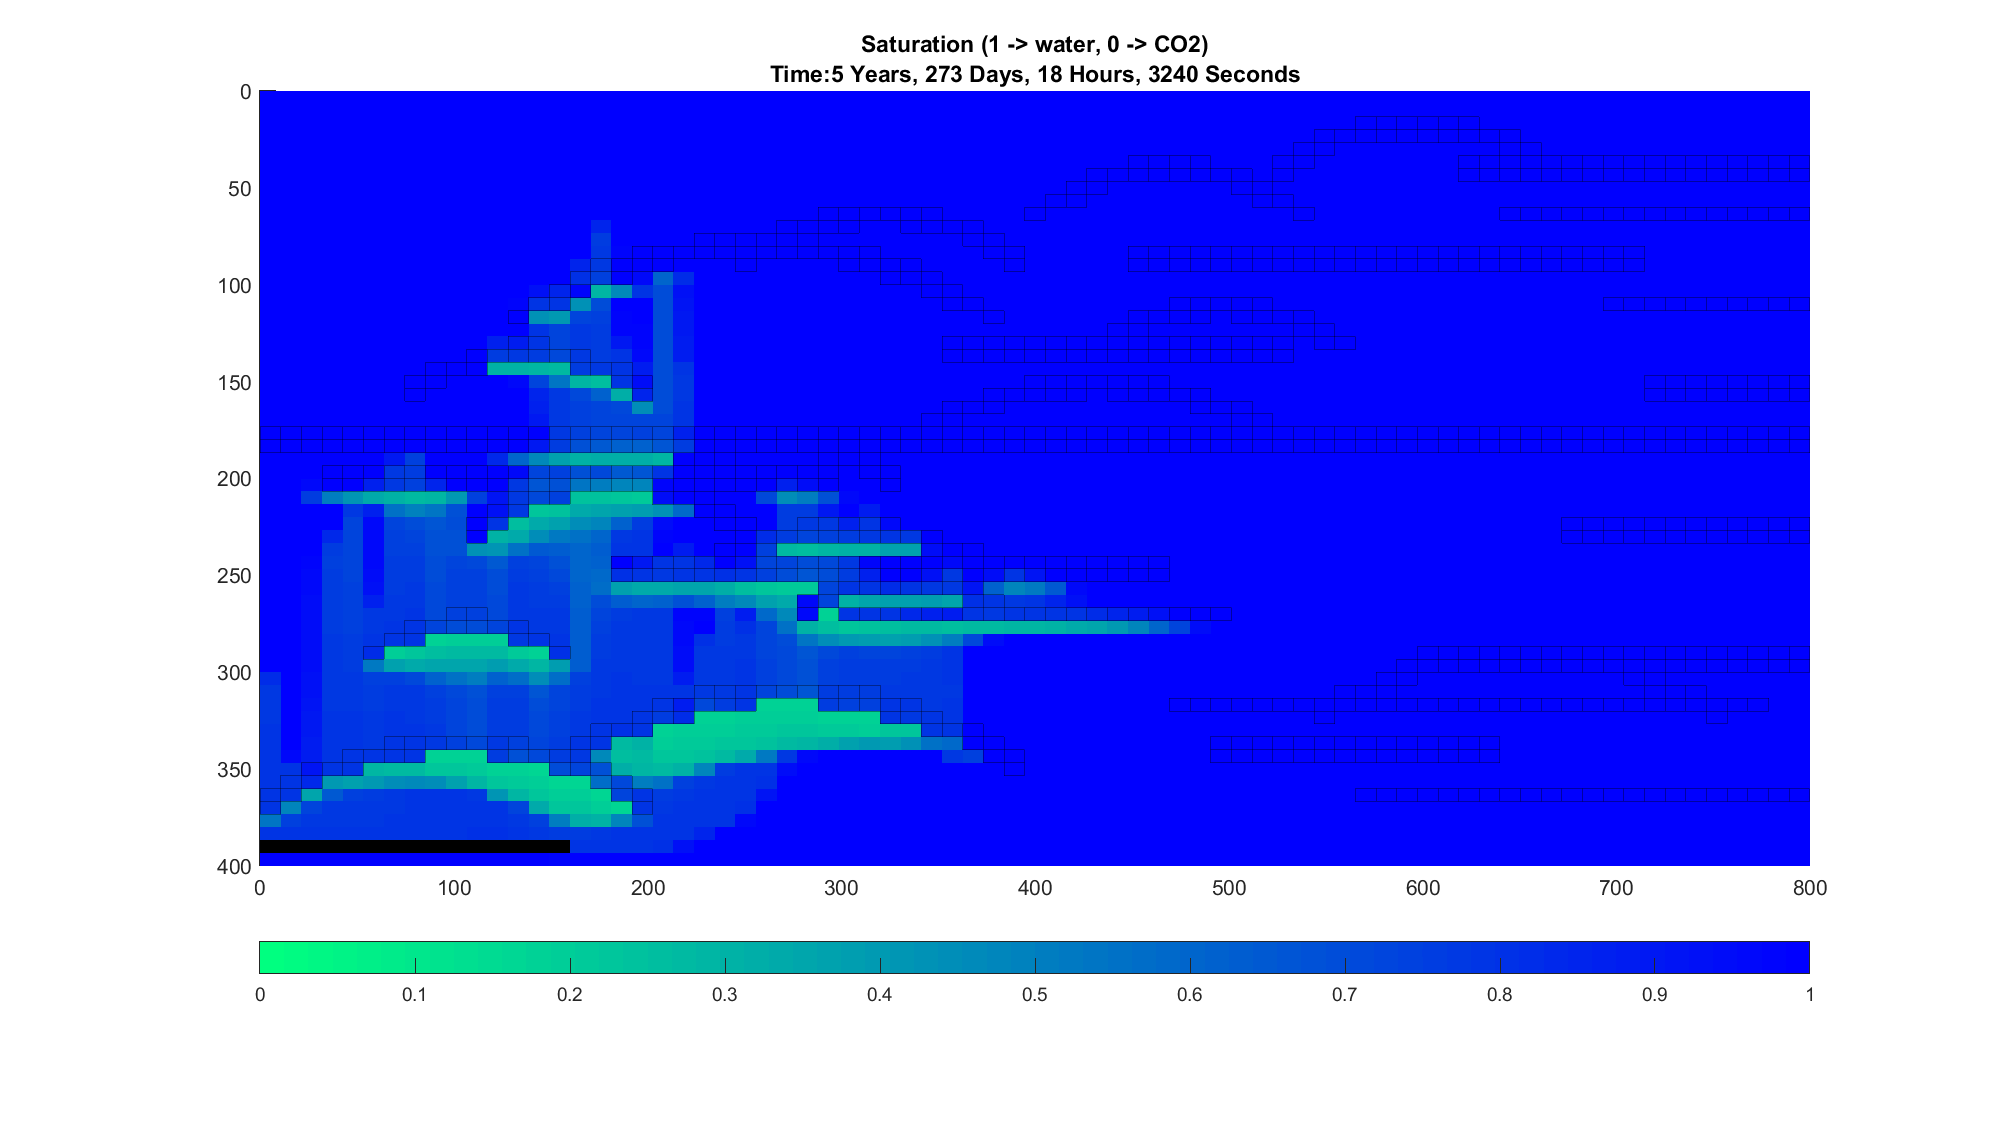 Saturation (1 -> water, 0 -> CO2)
Time:5 Years, 273 Days, 18 Hours, 3240 Seconds
0
50
100
150
200
250
300
350
400
0 100 200 300 400 500 600 700 800
0 0.1 0.2 0.3 0.4 0.5 0.6 0.7 0.8 0.9 1